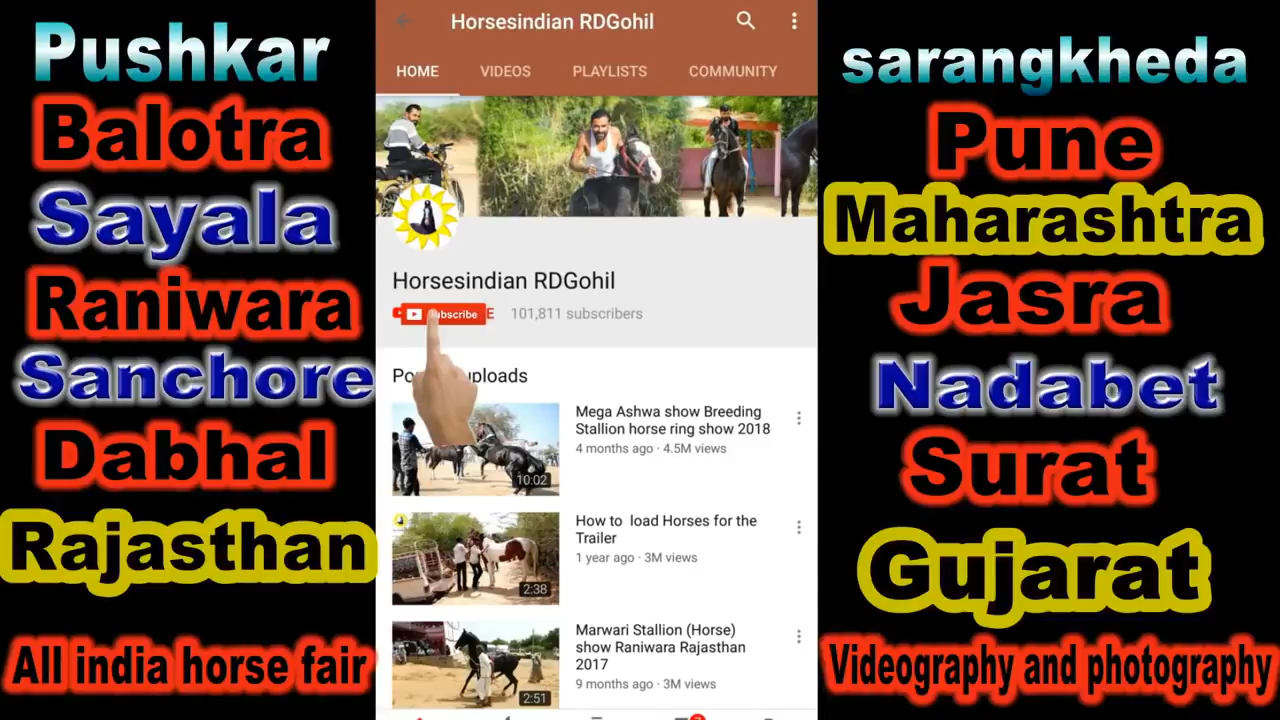 Pushkar
Balotra
Sayala
Raniwara
Sanchore
Dabhal
Rajasthan
All india horse fair
Horsesindian RDGohil
HOME VIDEOS PLAYLISTS COMMUNITY
Horsesindian RDGohil
Subscribe E 101,811 subscribers
uploads
Mega Ashwa show Breeding
Stallion horse ring show 2018
4 months ago · 4.5M views
10:02
How to load Horses for the
Trailer
1 year ago · 3M views
2:38
Marwari Stallion (Horse)
show Raniwara Rajasthan
2017
9 months ago · 3M views
2:51
7
sarangkheda
Pune
Maharashtra
Jasra
Nadabet
Surat
Gujarat
Videography and photography